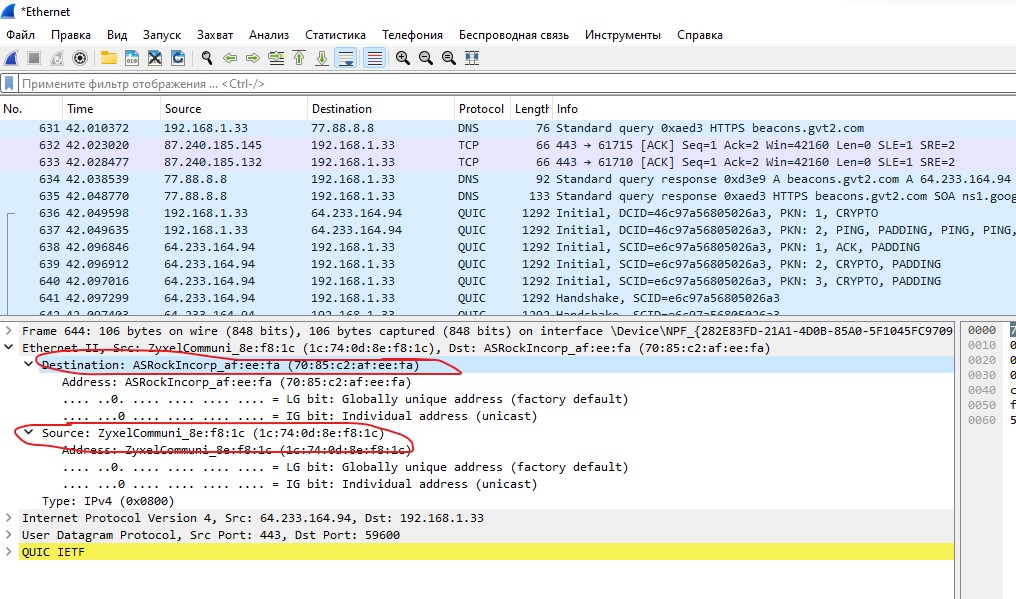 *Ethernet
Файл Правка Вид Запуск Захват Анализ Статистика Телефония Беспроводная связь Инструменты Справка
Примените фильтр отображения ... <Ctrl-/>
No. Time Source Destination Protocol Length Info
631 42.010372 192.168.1.33 77.88.8.8 DNS 76 Standard query 0xaed3 HTTPS beacons.gvt2.com
632 42.023020 87.240.185.145 192.168.1.33 TCP 66 443 → 61715 [ACK] Seq=1 Ack=2 Win=42160 Len=0 SLE=1 SRE=2
633 42.028477 87.240.185.132 192.168.1.33 TCP 66 443 → 61710 [ACK] Seq=1 Ack=2 Win=42160 Len=0 SLE=1 SRE=2
634 42.038539 77.88.8.8 192.168.1.33 DNS 92 Standard query response 0xd3e9 A beacons.gvt2.com A 64.233.164.94
635 42.048770 77.88.8.8 192.168.1.33 DNS 133 Standard query response 0xaed3 HTTPS beacons.gvt2.com SOA ns1.goog
636 42.049598 192.168.1.33 64.233.164.94 QUIC 1292 Initial, DCID=46c97a56805026a3, PKN: 1, CRYPTO
637 42.049635 192.168.1.33 64.233.164.94 QUIC 1292 Initial, DCID=46c97a56805026a3, PKN: 2, PING, PADDING, PING, PING,
638 42.096846 64.233.164.94 192.168.1.33 QUIC 1292 Initial, SCID=e6c97a56805026a3, PKN: 1, ACK, PADDING
639 42.096912 64.233.164.94 192.168.1.33 QUIC 1292 Initial, SCID=e6c97a56805026a3, PKN: 2, CRYPTO, PADDING
640 42.097016 64.233.164.94 192.168.1.33 QUIC 1292 Initial, SCID=e6c97a56805026a3, PKN: 3, CRYPTO, PADDING
641 42.097299 64.233.164.94 192.168.1.33 QUIC 1292 Handshake, SCID=e6c97a56805026a3
642 42.097403 64.233.164.94 192.168.1.33 QUIC 1292 Handshake, SCID=e6c97a56805026a3
Frame 644: 106 bytes on wire (848 bits), 106 bytes captured (848 bits) on interface \Device\NPF_{282E83FD-21A1-4D0B-85A0-5F1045FC9709
Ethernet II, Src: ZyxelCommuni_8e:f8:1c (1c:74:0d:8e:f8:1c), Dst: ASRockIncorp_af:ee:fa (70:85:c2:af:ee:fa)
Destination: ASRockIncorp_af:ee:fa (70:85:c2:af:ee:fa)
Address: ASRockIncorp_af:ee:fa (70:85:c2:af:ee:fa)
.... ..0. .... .... .... .... = LG bit: Globally unique address (factory default)
.... ...0 .... .... .... .... = IG bit: Individual address (unicast)
Source: ZyxelCommuni_8e:f8:1c (1c:74:0d:8e:f8:1c)
Address: ZyxelCommuni_8e:f8:1c (1c:74:0d:8e:f8:1c)
.... ..0. .... .... .... .... = LG bit: Globally unique address (factory default)
.... ...0 .... .... .... .... = IG bit: Individual address (unicast)
Type: IPv4 (0x0800)
Internet Protocol Version 4, Src: 64.233.164.94, Dst: 192.168.1.33
User Datagram Protocol, Src Port: 443, Dst Port: 59600
QUIC IETF
0000 7
0010 0
0020 0
0030 0
0040 c
0050 f
0060 5